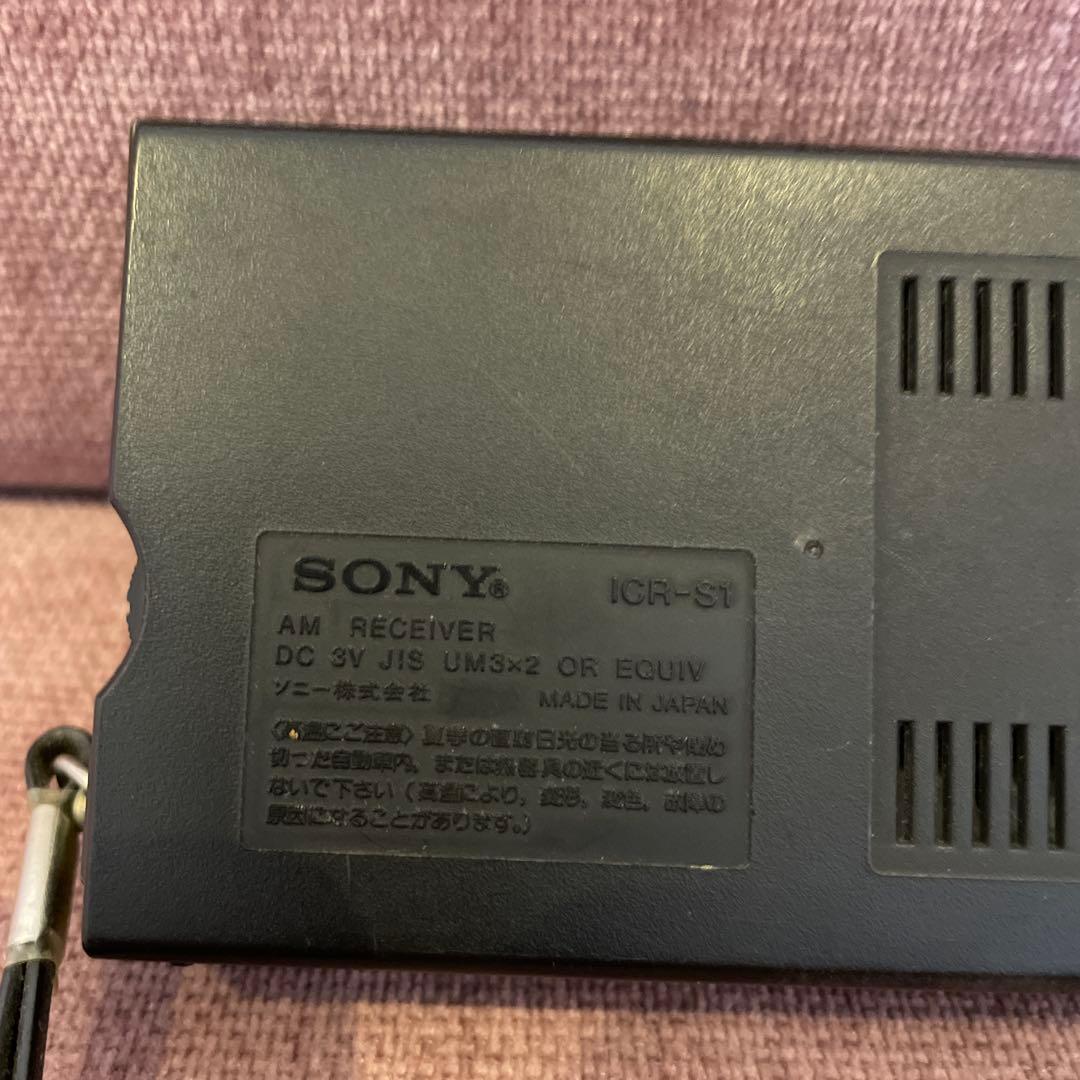 SONY® ICR-S1
AM RECEIVER
DC 3V JIS UM3×2 OR EQUIV
ソニー株式会社 MADE IN JAPAN
〈高温にご注意〉夏季の直射日光の当る所や閉め
切った自動車内、または熱器具の近くには放置し
ないで下さい（高温により，変形，変色，故障の
原因になることがあります。）